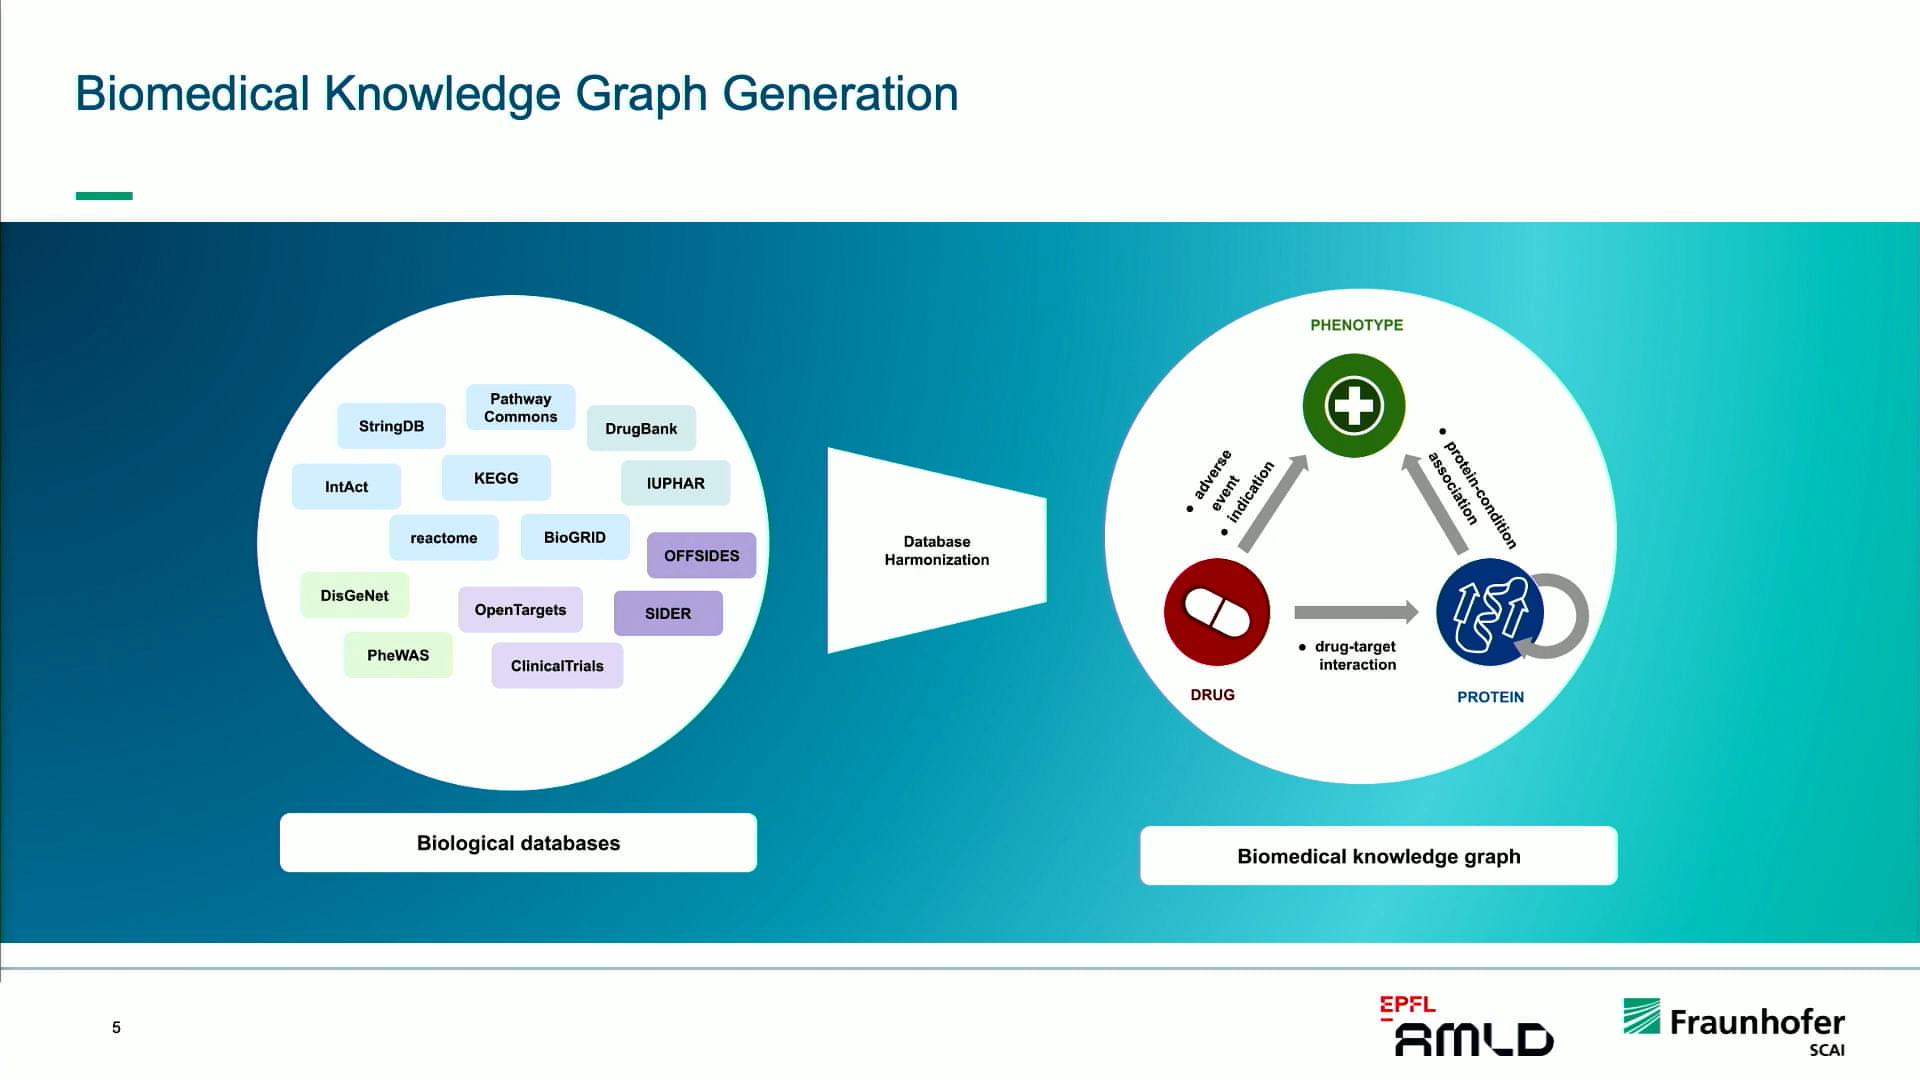 Biomedical Knowledge Graph Generation
StringDB
Pathway
Commons
DrugBank
IntAct
KEGG
IUPHAR
reactome
BioGRID
OFFSIDES
DisGeNet
OpenTargets
SIDER
PheWAS
ClinicalTrials
Biological databases
Database
Harmonization
PHENOTYPE
• adverse
event
• indication
• protein-condition
association
• drug-target
interaction
DRUG
PROTEIN
Biomedical knowledge graph
5
EPFL
AMLD
Fraunhofer
SCAI